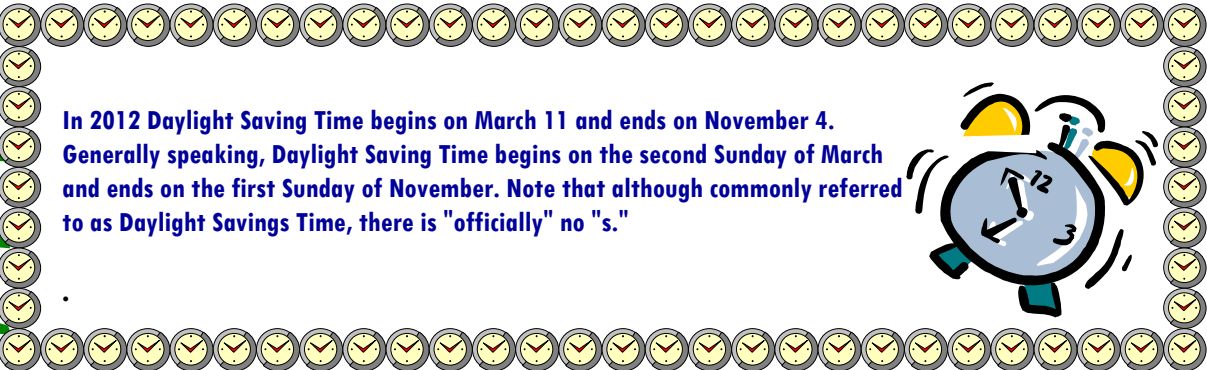 In 2012 Daylight Saving Time begins on March 11 and ends on November 4.
Generally speaking, Daylight Saving Time begins on the second Sunday of March
and ends on the first Sunday of November. Note that although commonly referred
to as Daylight Savings Time, there is "officially" no "s."
.
12
3